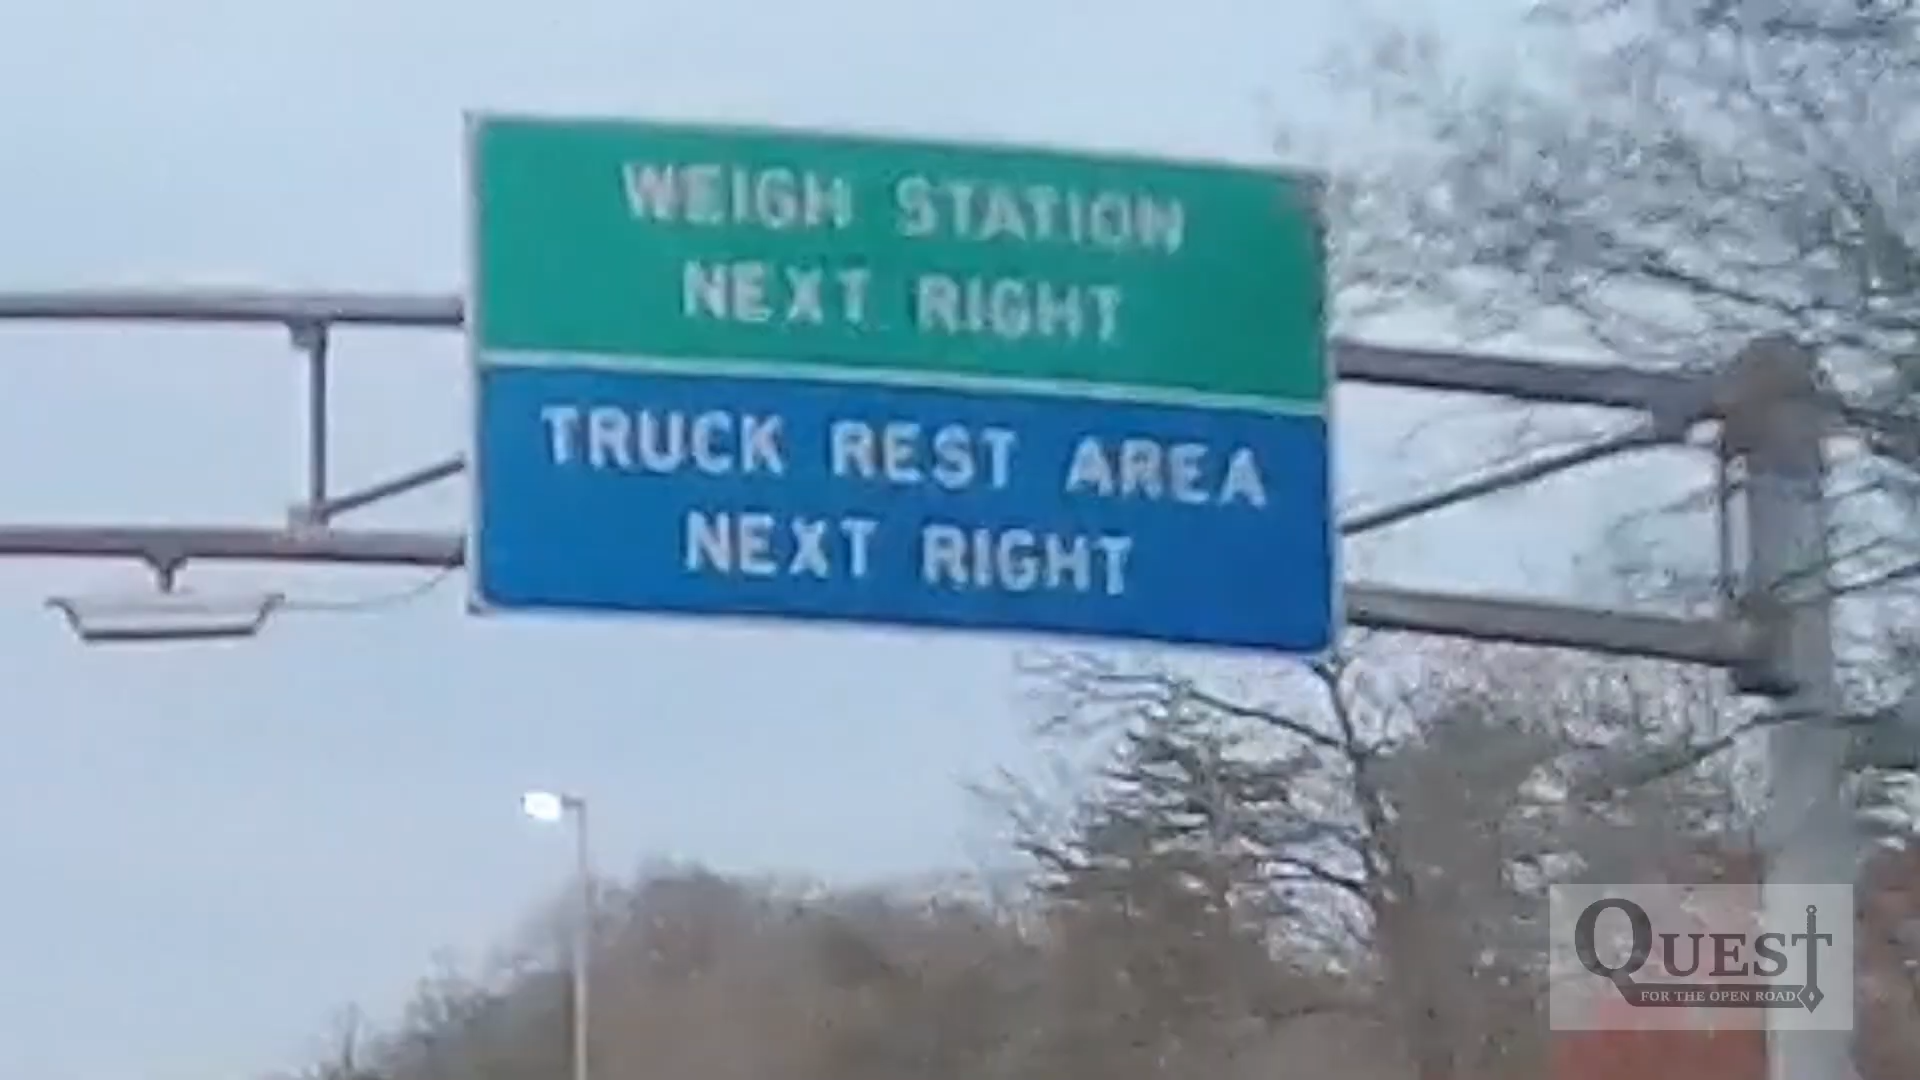 WEIGH STATION
NEXT RIGHT
TRUCK REST AREA
NEXT RIGHT
QUEST
FOR THE OPEN ROAD